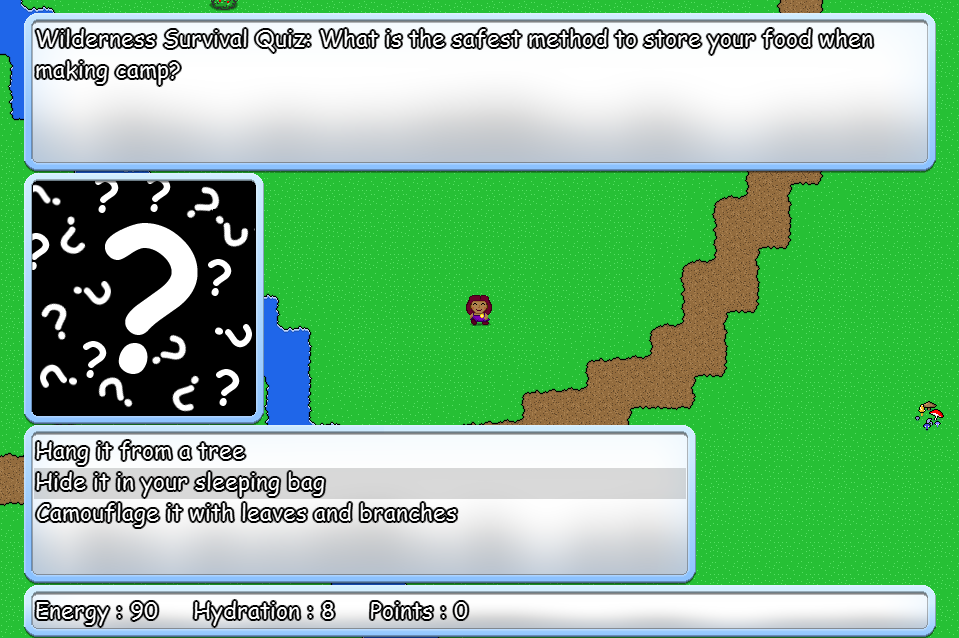 Wilderness Survival Quiz: What is the safest method to store your food when
making camp?
Hang it from a tree
Hide it in your sleeping bag
Camouflage it with leaves and branches
Energy : 90 Hydration : 8 Points : 0